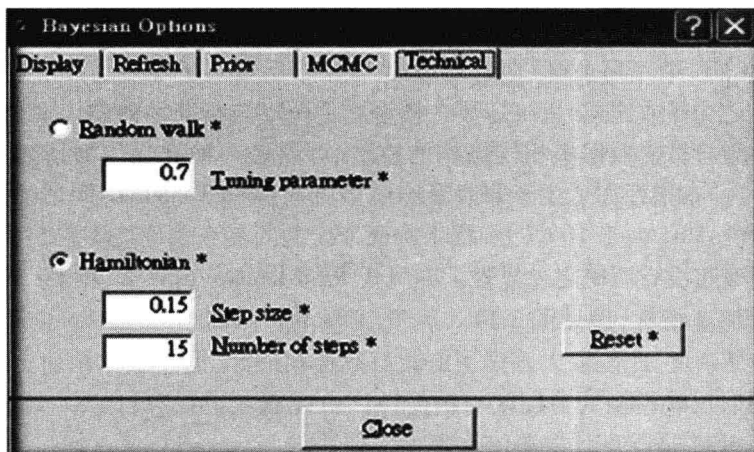 Bayesian Options
Display Refresh Prior MCMC Technical
Random walk *
0.7 Tuning parameter *
Hamiltonian *
0.15 Step size *
15 Number of steps *
Reset *
Close